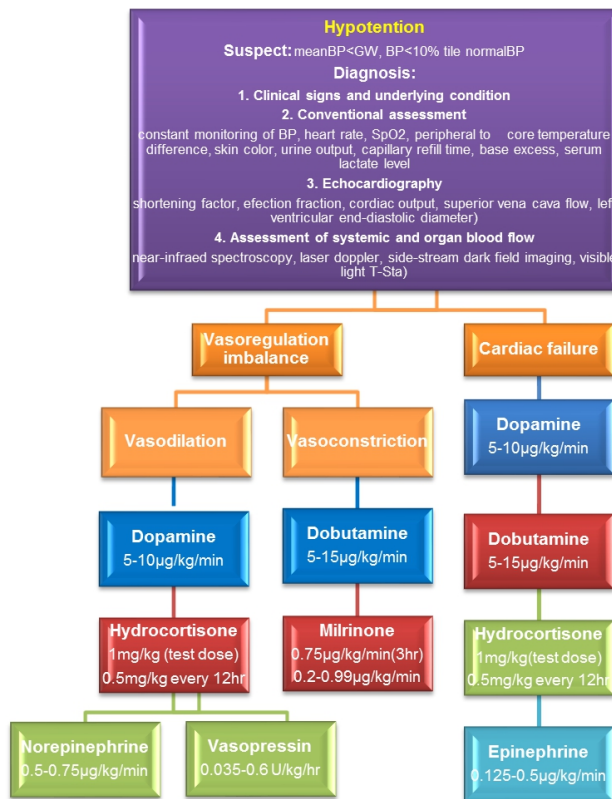 Hypotention
Suspect: meanBP<GW, BP<10% tile normalBP
Diagnosis:
1. Clinical signs and underlying condition
2. Conventional assessment
constant monitoring of BP, heart rate, SpO2, peripheral to core temperature
difference, skin color, urine output, capillary refill time, base excess, serum
lactate level
3. Echocardiography
shortening factor, efection fraction, cordiac output, superior vena cava flow, left
ventricular end-diastolic diameter)
4. Assessment of systemic and organ blood flow
near-infraed spectroscopy, laser doppler, side-stream dark field imaging, visible
light T-Sta)
Vasoregulation
imbalance
Cardiac failure
Vasodilation
Vasoconstriction
Dopamine
5-10µg/kg/min
Dopamine
5-10µg/kg/min
Dobutamine
5-15µg/kg/min
Dobutamine
5-15µg/kg/min
Hydrocortisone
1mg/kg (test dose)
0.5mg/kg every 12hr
Milrinone
0.75µg/kg/min(3hr)
0.2-0.99µg/kg/min
Hydrocortisone
1mg/kg(test dose)
0.5mg/kg every 12hr
Norepinephrine
0.5-0.75µg/kg/min
Vasopressin
0.035-0.6 U/kg/hr
Epinephrine
0.125-0.5µg/kg/min